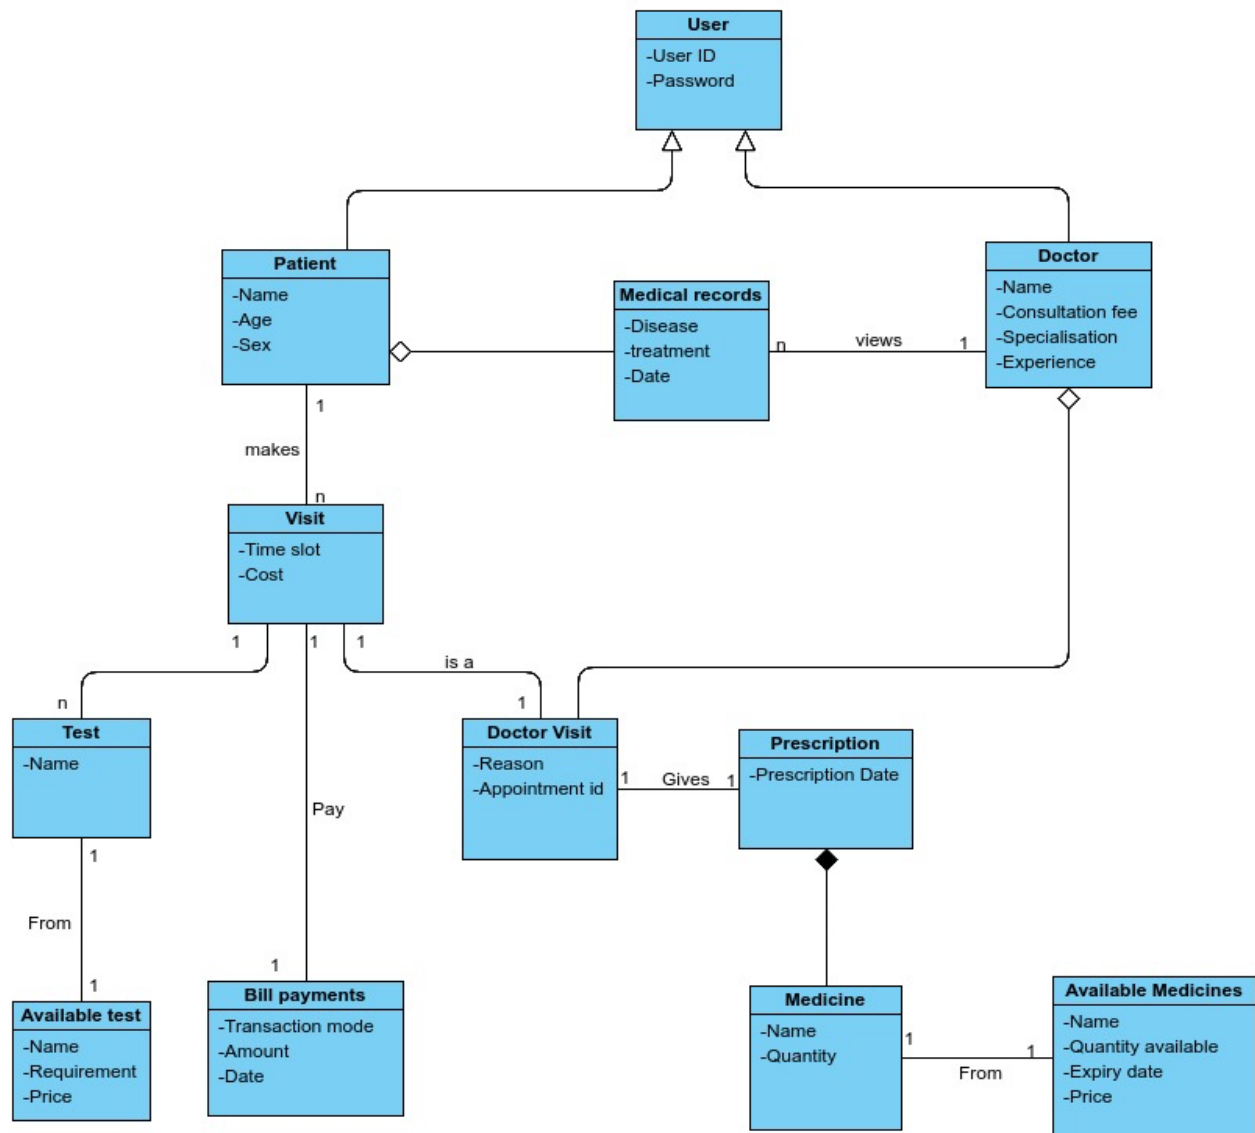 User
-User ID
-Password
Patient
-Name
-Age
-Sex
Medical records
-Disease
-treatment
-Date
n
views
1
Doctor
-Name
-Consultation fee
-Specialisation
-Experience
1
makes
n
Visit
-Time slot
-Cost
1
1
1
n
is a
1
Test
-Name
Pay
Doctor Visit
-Reason
-Appointment id
1
Gives
1
Prescription
-Prescription Date
1
From
1
1
Available test
-Name
-Requirement
-Price
Bill payments
-Transaction mode
-Amount
-Date
Medicine
-Name
-Quantity
1
From
1
Available Medicines
-Name
-Quantity available
-Expiry date
-Price